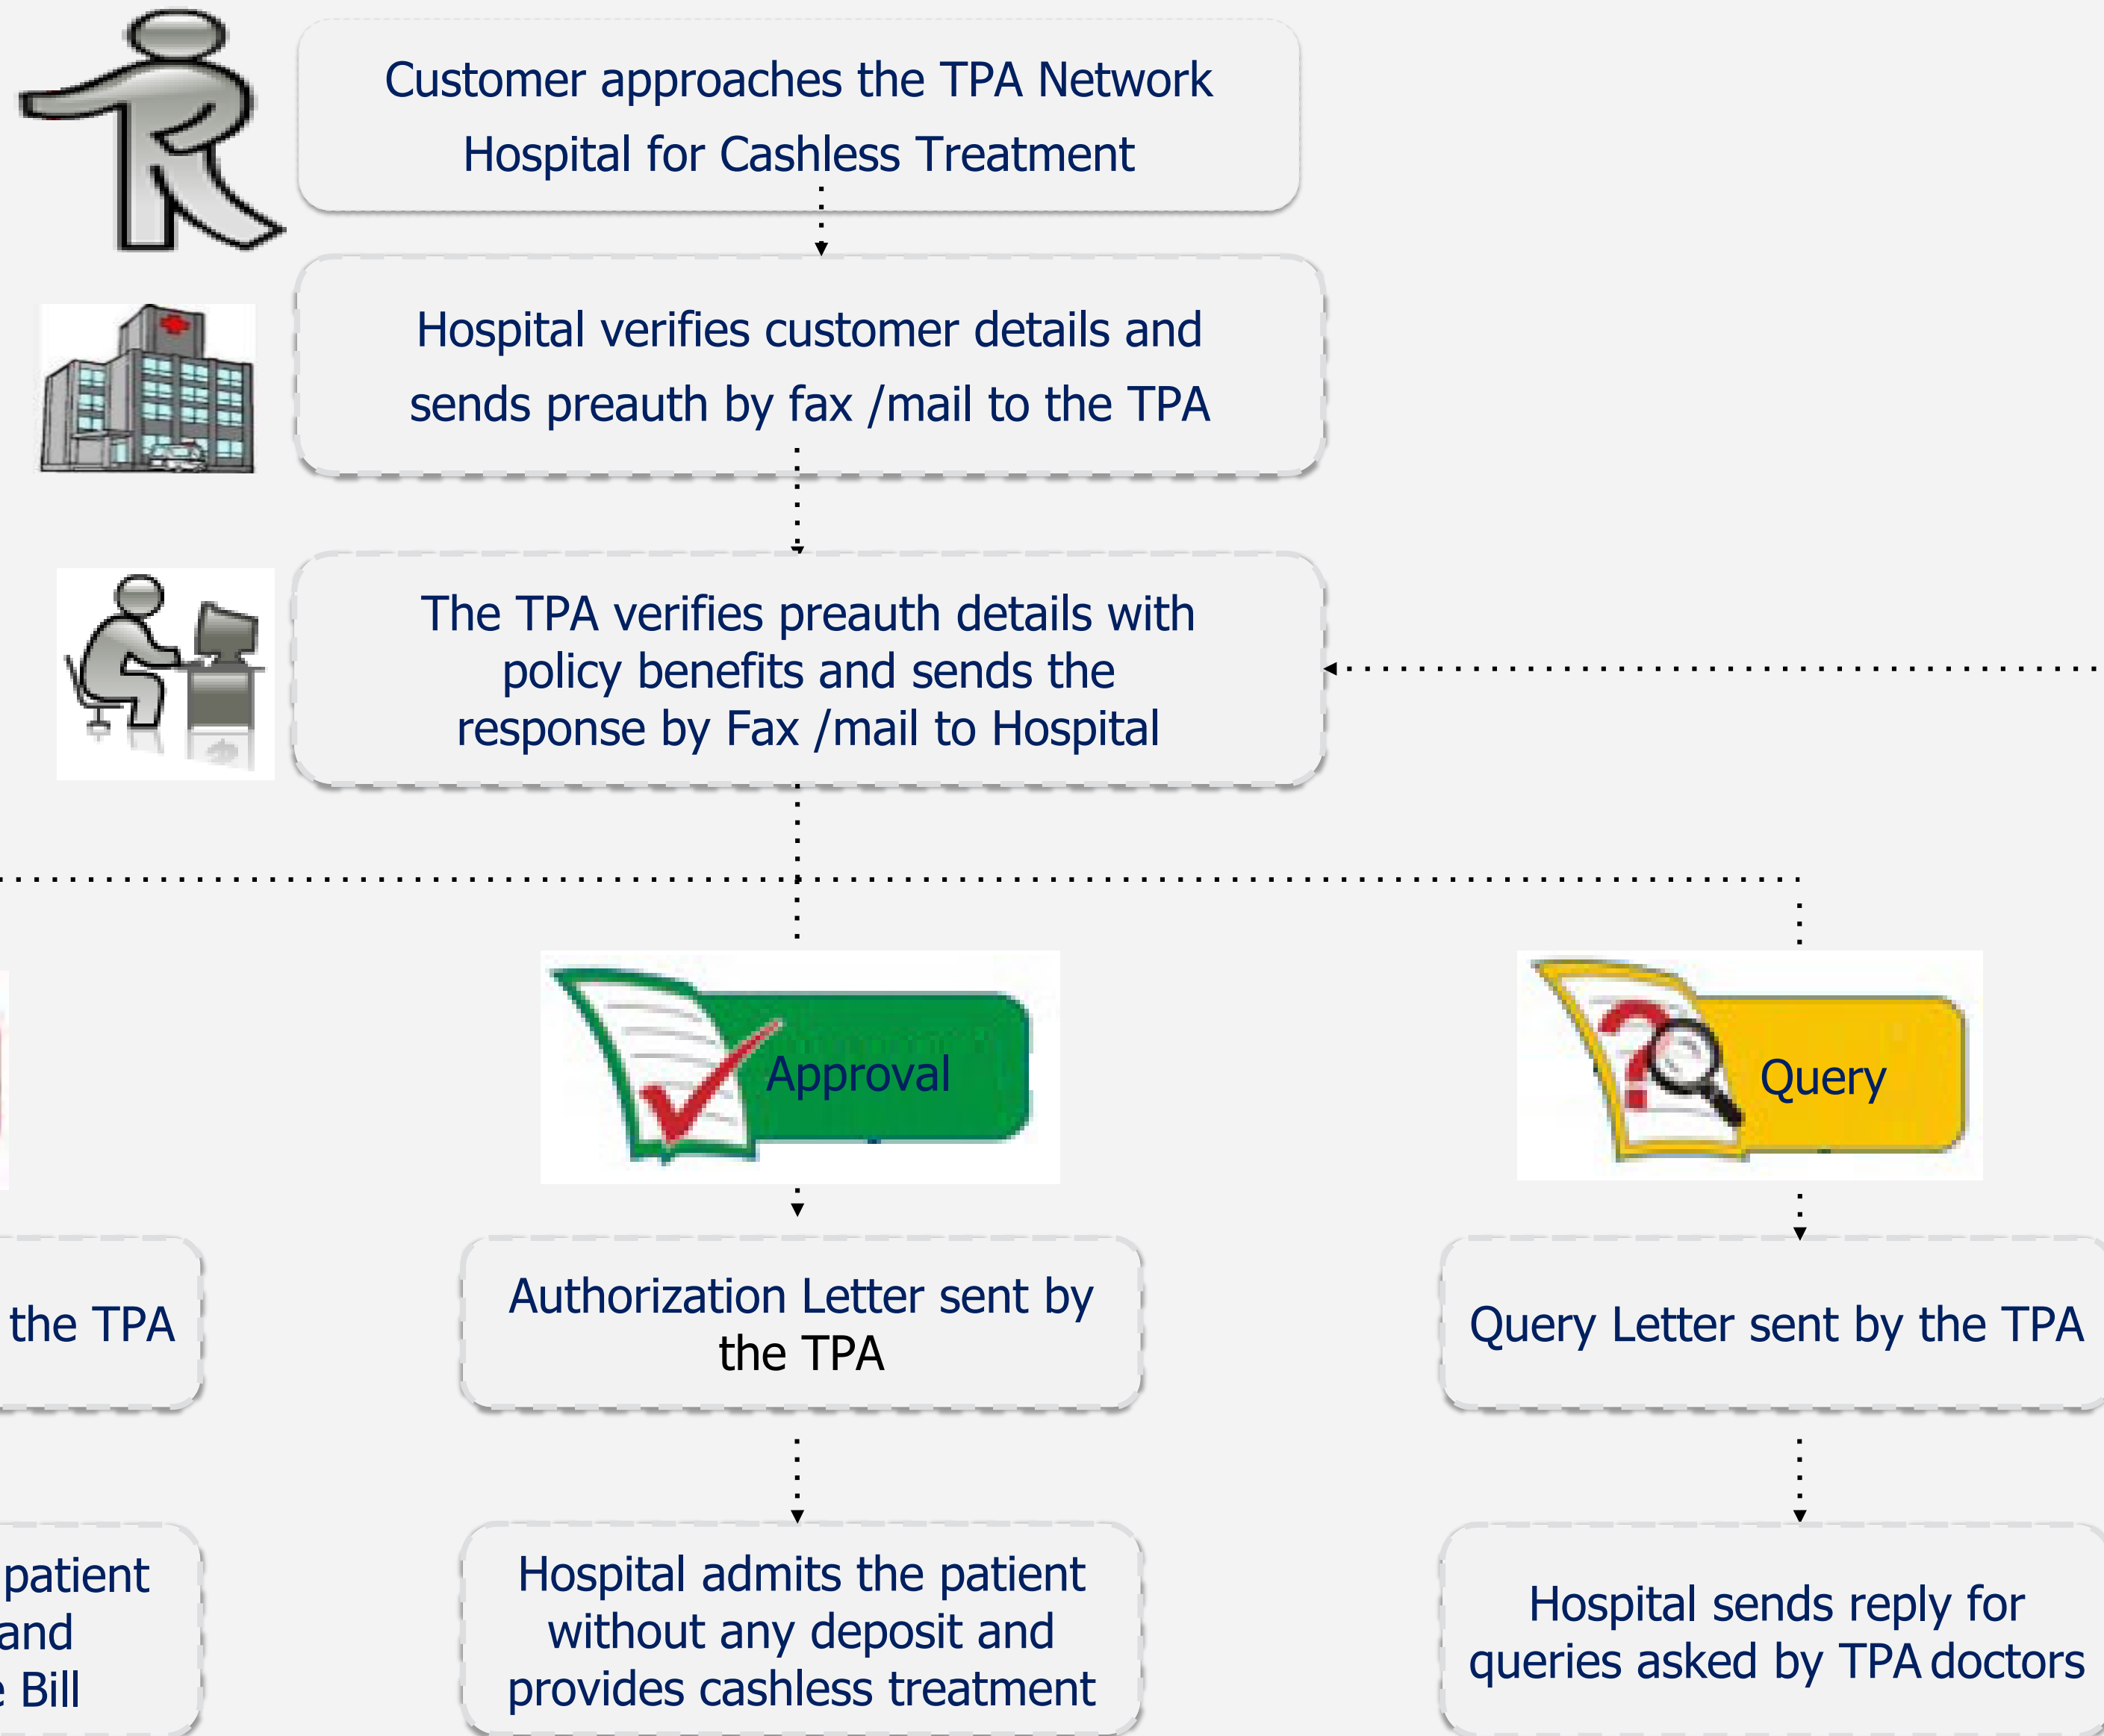 Customer approaches the TPA Network
Hospital for Cashless Treatment
Hospital verifies customer details and
sends preauth by fax /mail to the TPA
The TPA verifies preauth details with
policy benefits and sends the
response by Fax /mail to Hospital
Approval
Query
the TPA
Authorization Letter sent by
the TPA
Query Letter sent by the TPA
patient
and
Bill
Hospital admits the patient
without any deposit and
provides cashless treatment
Hospital sends reply for
queries asked by TPA doctors